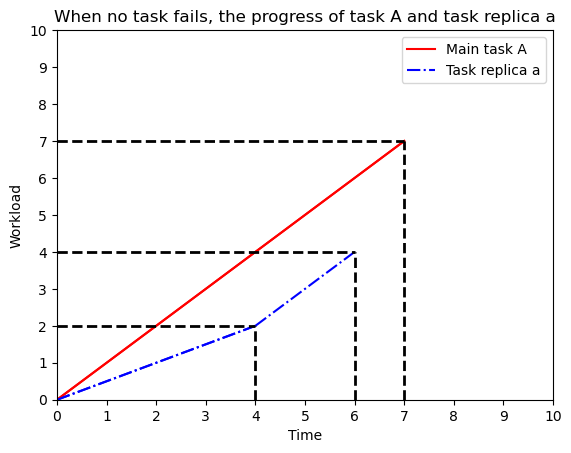 When no task fails, the progress of task A and task replica a
Main task A
Task replica a
Workload
10
9
8
7
6
5
4
3
2
1
0
0 1 2 3 4 5 6 7 8 9 10
Time